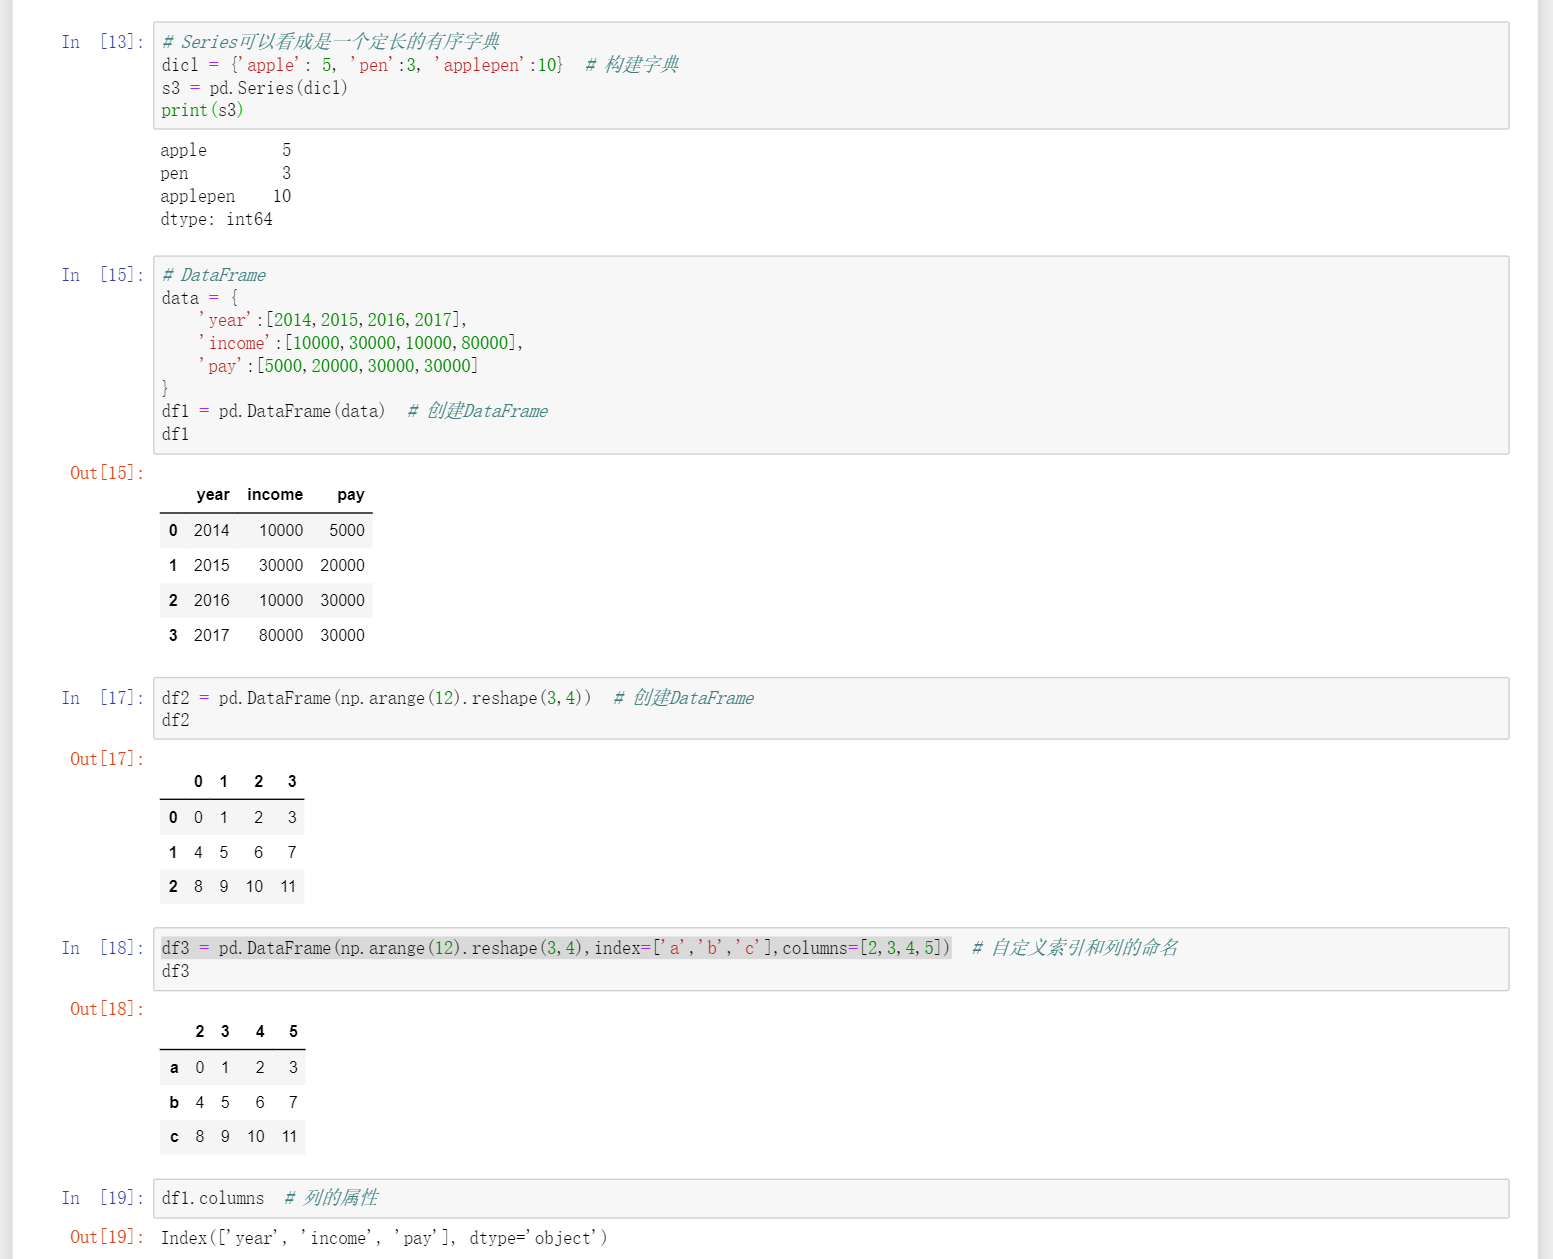 In [13]: # Series可以看成是一个定长的有序字典
dic1 = {'apple': 5, 'pen':3, 'applepen':10}  # 构建字典
s3 = pd.Series(dic1)
print(s3)
apple        5
pen          3
applepen    10
dtype: int64
In [15]: # DataFrame
data = {
    'year':[2014,2015,2016,2017],
    'income':[10000,30000,10000,80000],
    'pay':[5000,20000,30000,30000]
}
df1 = pd.DataFrame(data)  # 创建DataFrame
df1
Out[15]:
year income pay
0 2014 10000 5000
1 2015 30000 20000
2 2016 10000 30000
3 2017 80000 30000
In [17]: df2 = pd.DataFrame(np.arange(12).reshape(3,4))  # 创建DataFrame
df2
Out[17]:
0 1 2 3
0 0 1 2 3
1 4 5 6 7
2 8 9 10 11
In [18]: df3 = pd.DataFrame(np.arange(12).reshape(3,4),index=['a','b','c'],columns=[2,3,4,5])  # 自定义索引和列的命名
df3
Out[18]:
2 3 4 5
a 0 1 2 3
b 4 5 6 7
c 8 9 10 11
In [19]: df1.columns  # 列的属性
Out[19]: Index(['year', 'income', 'pay'], dtype='object')